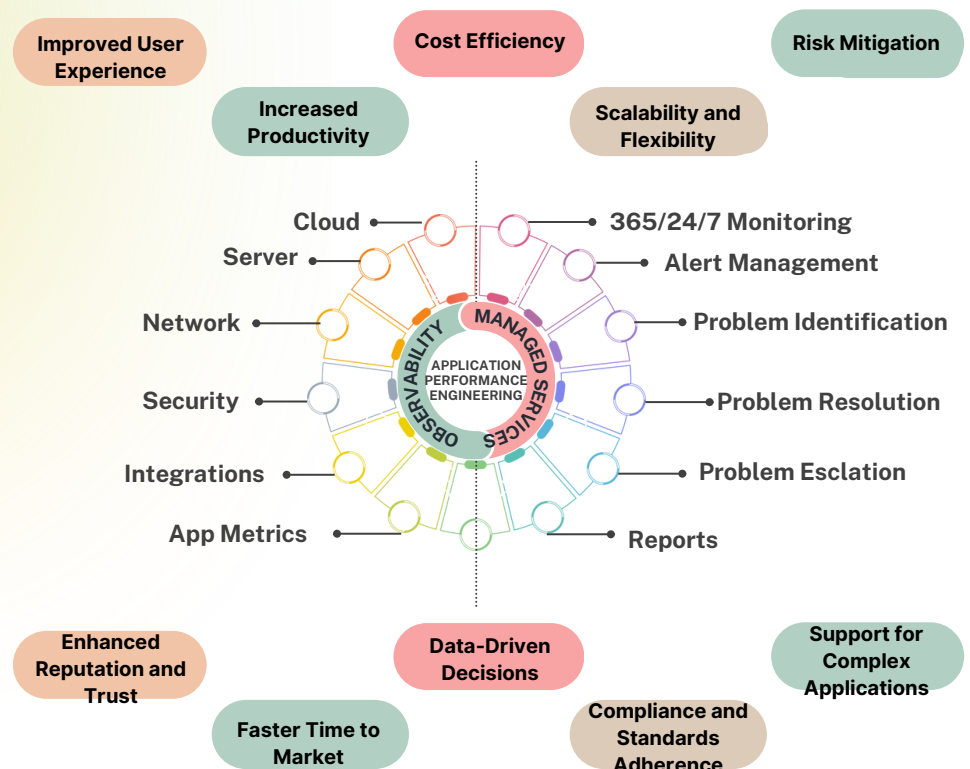 Improved User
Experience
Cost Efficiency
Risk Mitigation
Increased
Productivity
Scalability and
Flexibility
Cloud
365/24/7 Monitoring
Server
Alert Management
Network
Problem Identification
Security
Problem Resolution
Integrations
Problem Esclation
App Metrics
Reports
OBSERVABILITY
MANAGED SERVICES
APPLICATION
PERFORMANCE
ENGINEERING
Enhanced
Reputation and
Trust
Data-Driven
Decisions
Support for
Complex
Applications
Faster Time to
Market
Compliance and
Standards
Adherence